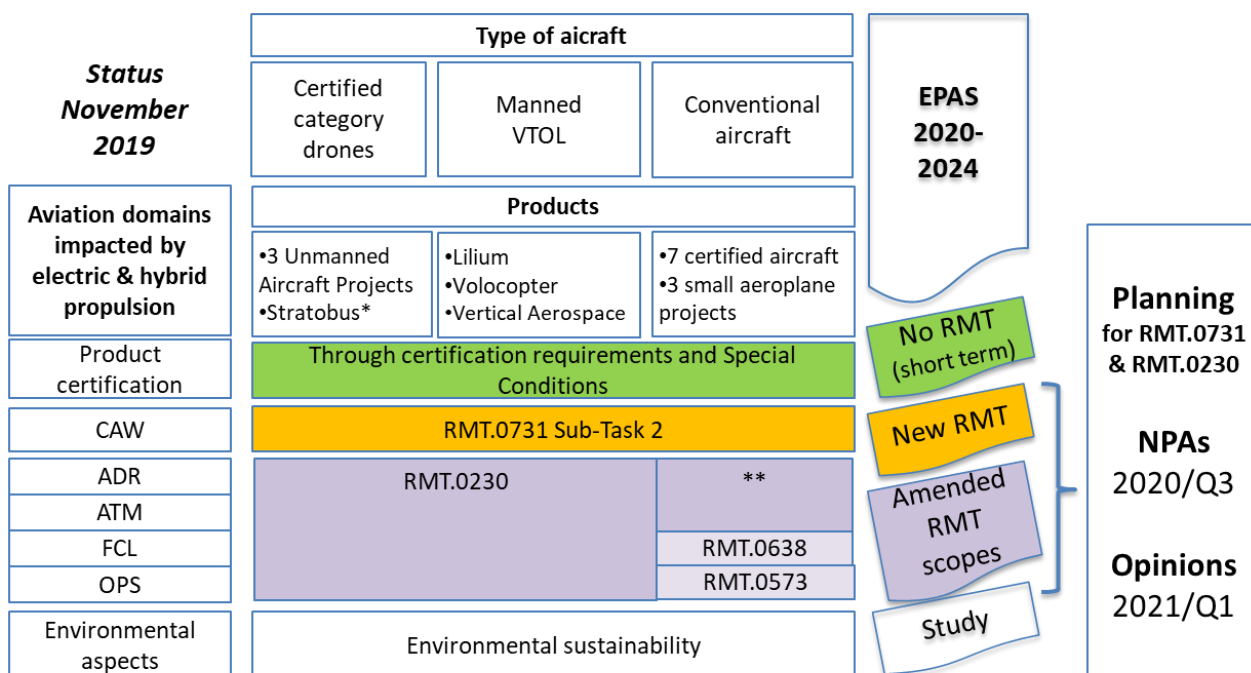 Status
November
2019
Type of aicraft
Certified
category
drones
Manned
VTOL
Conventional
aircraft
EPAS
2020-
2024
Aviation domains
impacted by
electric & hybrid
propulsion
Products
•3 Unmanned
Aircraft Projects
•Stratobus*
•Lilium
•Volocopter
•Vertical Aerospace
•7 certified aircraft
•3 small aeroplane
projects
Product
certification
Through certification requirements and Special
Conditions
No RMT
(short term)
CAW
RMT.0731 Sub-Task 2
New RMT
ADR
ATM
FCL
OPS
RMT.0230
**
RMT.0638
RMT.0573
Amended
RMT
scopes
Environmental
aspects
Environmental sustainability
Study
Planning
for RMT.0731
& RMT.0230
NPAs
2020/Q3
Opinions
2021/Q1